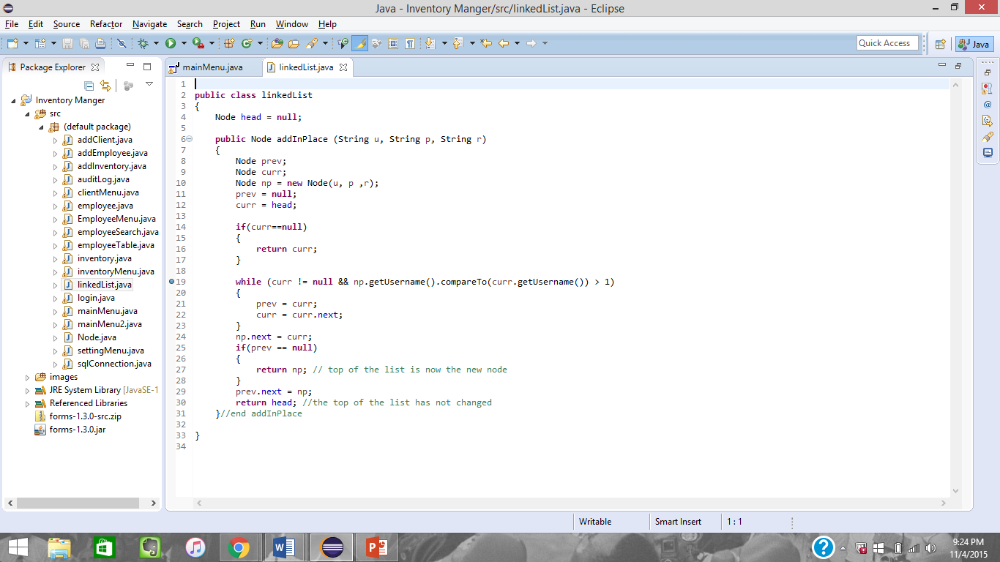 Java - Inventory Manger/src/linkedList.java - Eclipse
File Edit Source Refactor Navigate Search Project Run Window Help
Quick Access
Java
Package Explorer
mainMenu.java
linkedList.java
Inventory Manger
src
(default package)
addClient.java
addEmployee.java
addInventory.java
auditLog.java
clientMenu.java
employee.java
EmployeeMenu.java
employeeSearch.java
employeeTable.java
inventory.java
inventoryMenu.java
linkedList.java
login.java
mainMenu.java
mainMenu2.java
Node.java
settingMenu.java
sqlConnection.java
images
JRE System Library [JavaSE-1
Referenced Libraries
forms-1.3.0-src.zip
forms-1.3.0.jar
1
2 public class linkedList
3 {
4 Node head = null;
5
6 public Node addInPlace (String u, String p, String r)
7 {
8 Node prev;
9 Node curr;
10 Node np = new Node(u, p ,r);
11 prev = null;
12 curr = head;
13
14 if(curr==null)
15 {
16 return curr;
17 }
18
19 while (curr != null && np.getUsername().compareTo(curr.getUsername()) > 1)
20 {
21 prev = curr;
22 curr = curr.next;
23 }
24 np.next = curr;
25 if(prev == null)
26 {
27 return np; // top of the list is now the new node
28 }
29 prev.next = np;
30 return head; //the top of the list has not changed
31 }//end addInPlace
32
33 }
34
Writable
Smart Insert
1 : 1
9:24 PM
11/4/2015